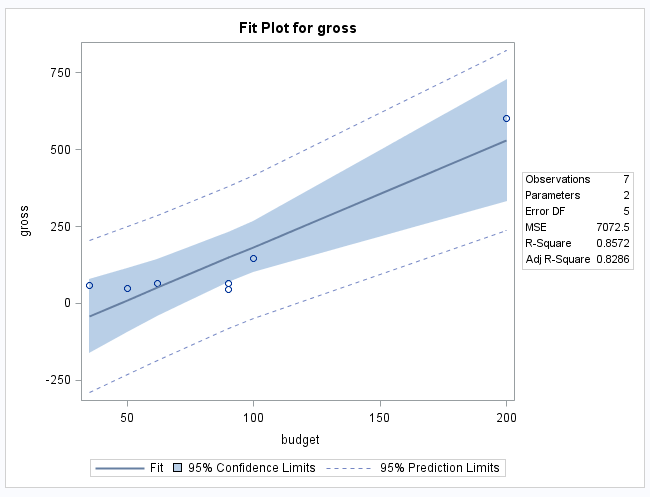 Fit Plot for gross
750
500
250
0
-250
gross
50
100
150
200
budget
Observations 7
Parameters 2
Error DF 5
MSE 7072.5
R-Square 0.8572
Adj R-Square 0.8286
Fit 95% Confidence Limits 95% Prediction Limits